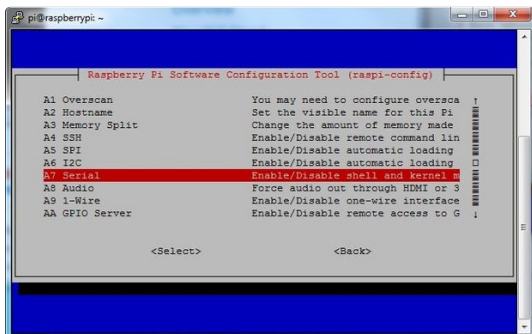 pi@raspberrypi: ~
Raspberry Pi Software Configuration Tool (raspi-config)
A1 Overscan You may need to configure oversca
A2 Hostname Set the visible name for this Pi
A3 Memory Split Change the amount of memory made
A4 SSH Enable/Disable remote command lin
A5 SPI Enable/Disable automatic loading
A6 I2C Enable/Disable automatic loading
A7 Serial Enable/Disable shell and kernel m
A8 Audio Force audio out through HDMI or 3
A9 1-Wire Enable/Disable one-wire interface
AA GPIO Server Enable/Disable remote access to G
<Select> <Back>